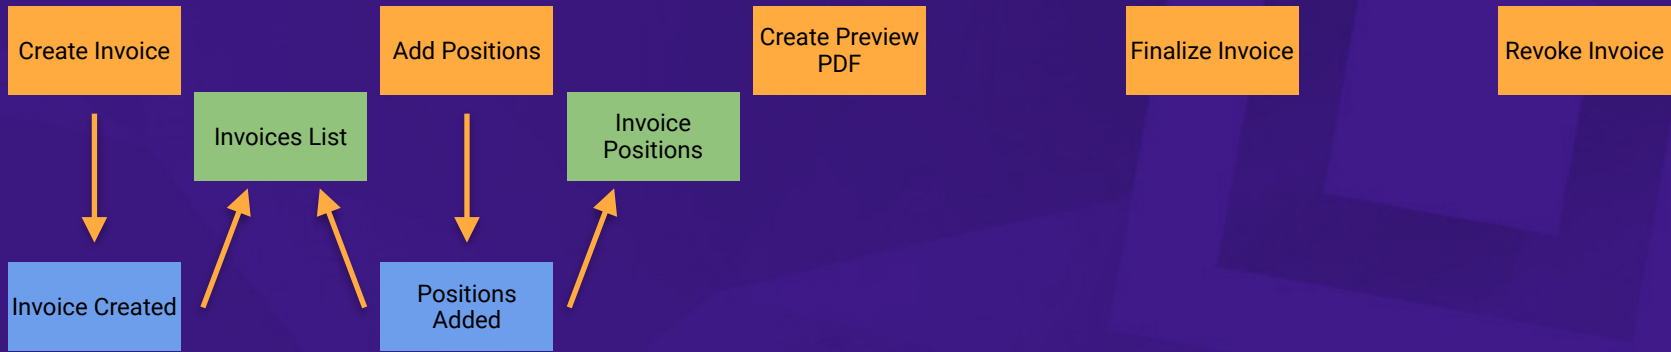 Create Invoice
Add Positions
Create Preview
PDF
Finalize Invoice
Revoke Invoice
Invoices List
Invoice
Positions
Invoice Created
Positions
Added